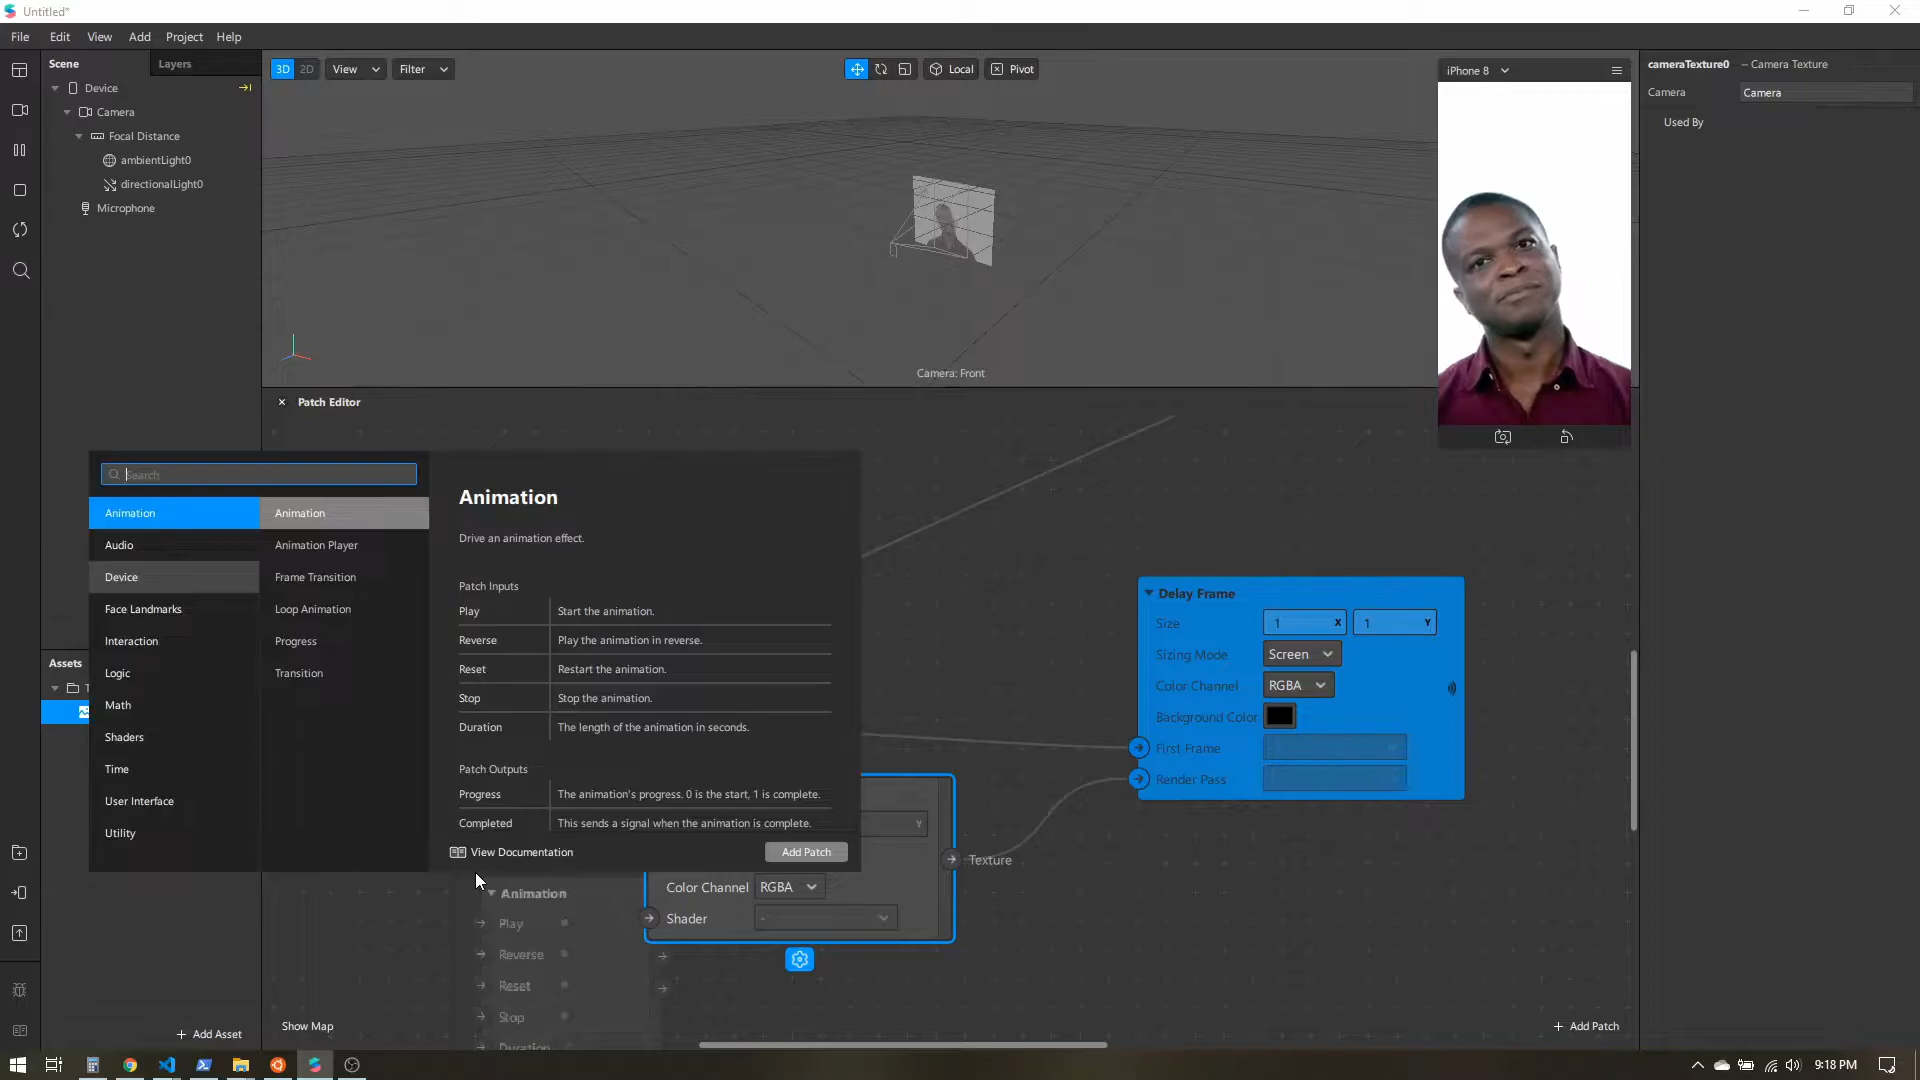 Untitled*
File Edit View Add Project Help
Scene Layers
Device
Camera
Focal Distance
ambientLight0
directionalLight0
Microphone
3D 2D View Filter
Local Pivot
Camera: Front
iPhone 8
cameraTexture0 – Camera Texture
Camera Camera
Used By
Patch Editor
Search
Animation
Audio
Device
Face Landmarks
Interaction
Logic
Math
Shaders
Time
User Interface
Utility
Animation
Animation Player
Frame Transition
Loop Animation
Progress
Transition
Animation
Drive an animation effect.
Patch Inputs
Play Start the animation.
Reverse Play the animation in reverse.
Reset Restart the animation.
Stop Stop the animation.
Duration The length of the animation in seconds.
Patch Outputs
Progress The animation's progress. 0 is the start, 1 is complete.
Completed This sends a signal when the animation is complete.
View Documentation Add Patch
Assets
T
Delay Frame
Size 1 X 1 Y
Sizing Mode Screen
Color Channel RGBA
Background Color
First Frame
Render Pass
Y
Texture
Color Channel RGBA
Shader -
Animation
Play
Reverse
Reset
Stop
Duration
Add Asset
Show Map
Add Patch
9:18 PM